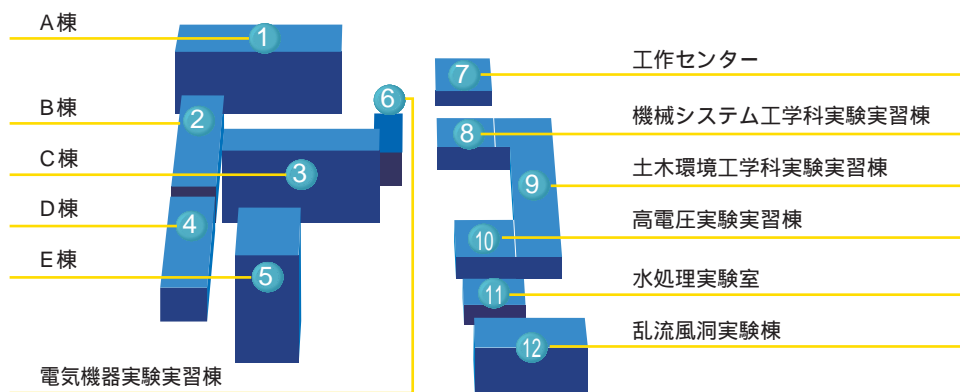 A棟
1
B棟
2
C棟
3
D棟
4
E棟
5
6
電気機器実験実習棟
7
工作センター
8
機械システム工学科実験実習棟
9
土木環境工学科実験実習棟
10
高電圧実験実習棟
11
水処理実験室
12
乱流風洞実験棟